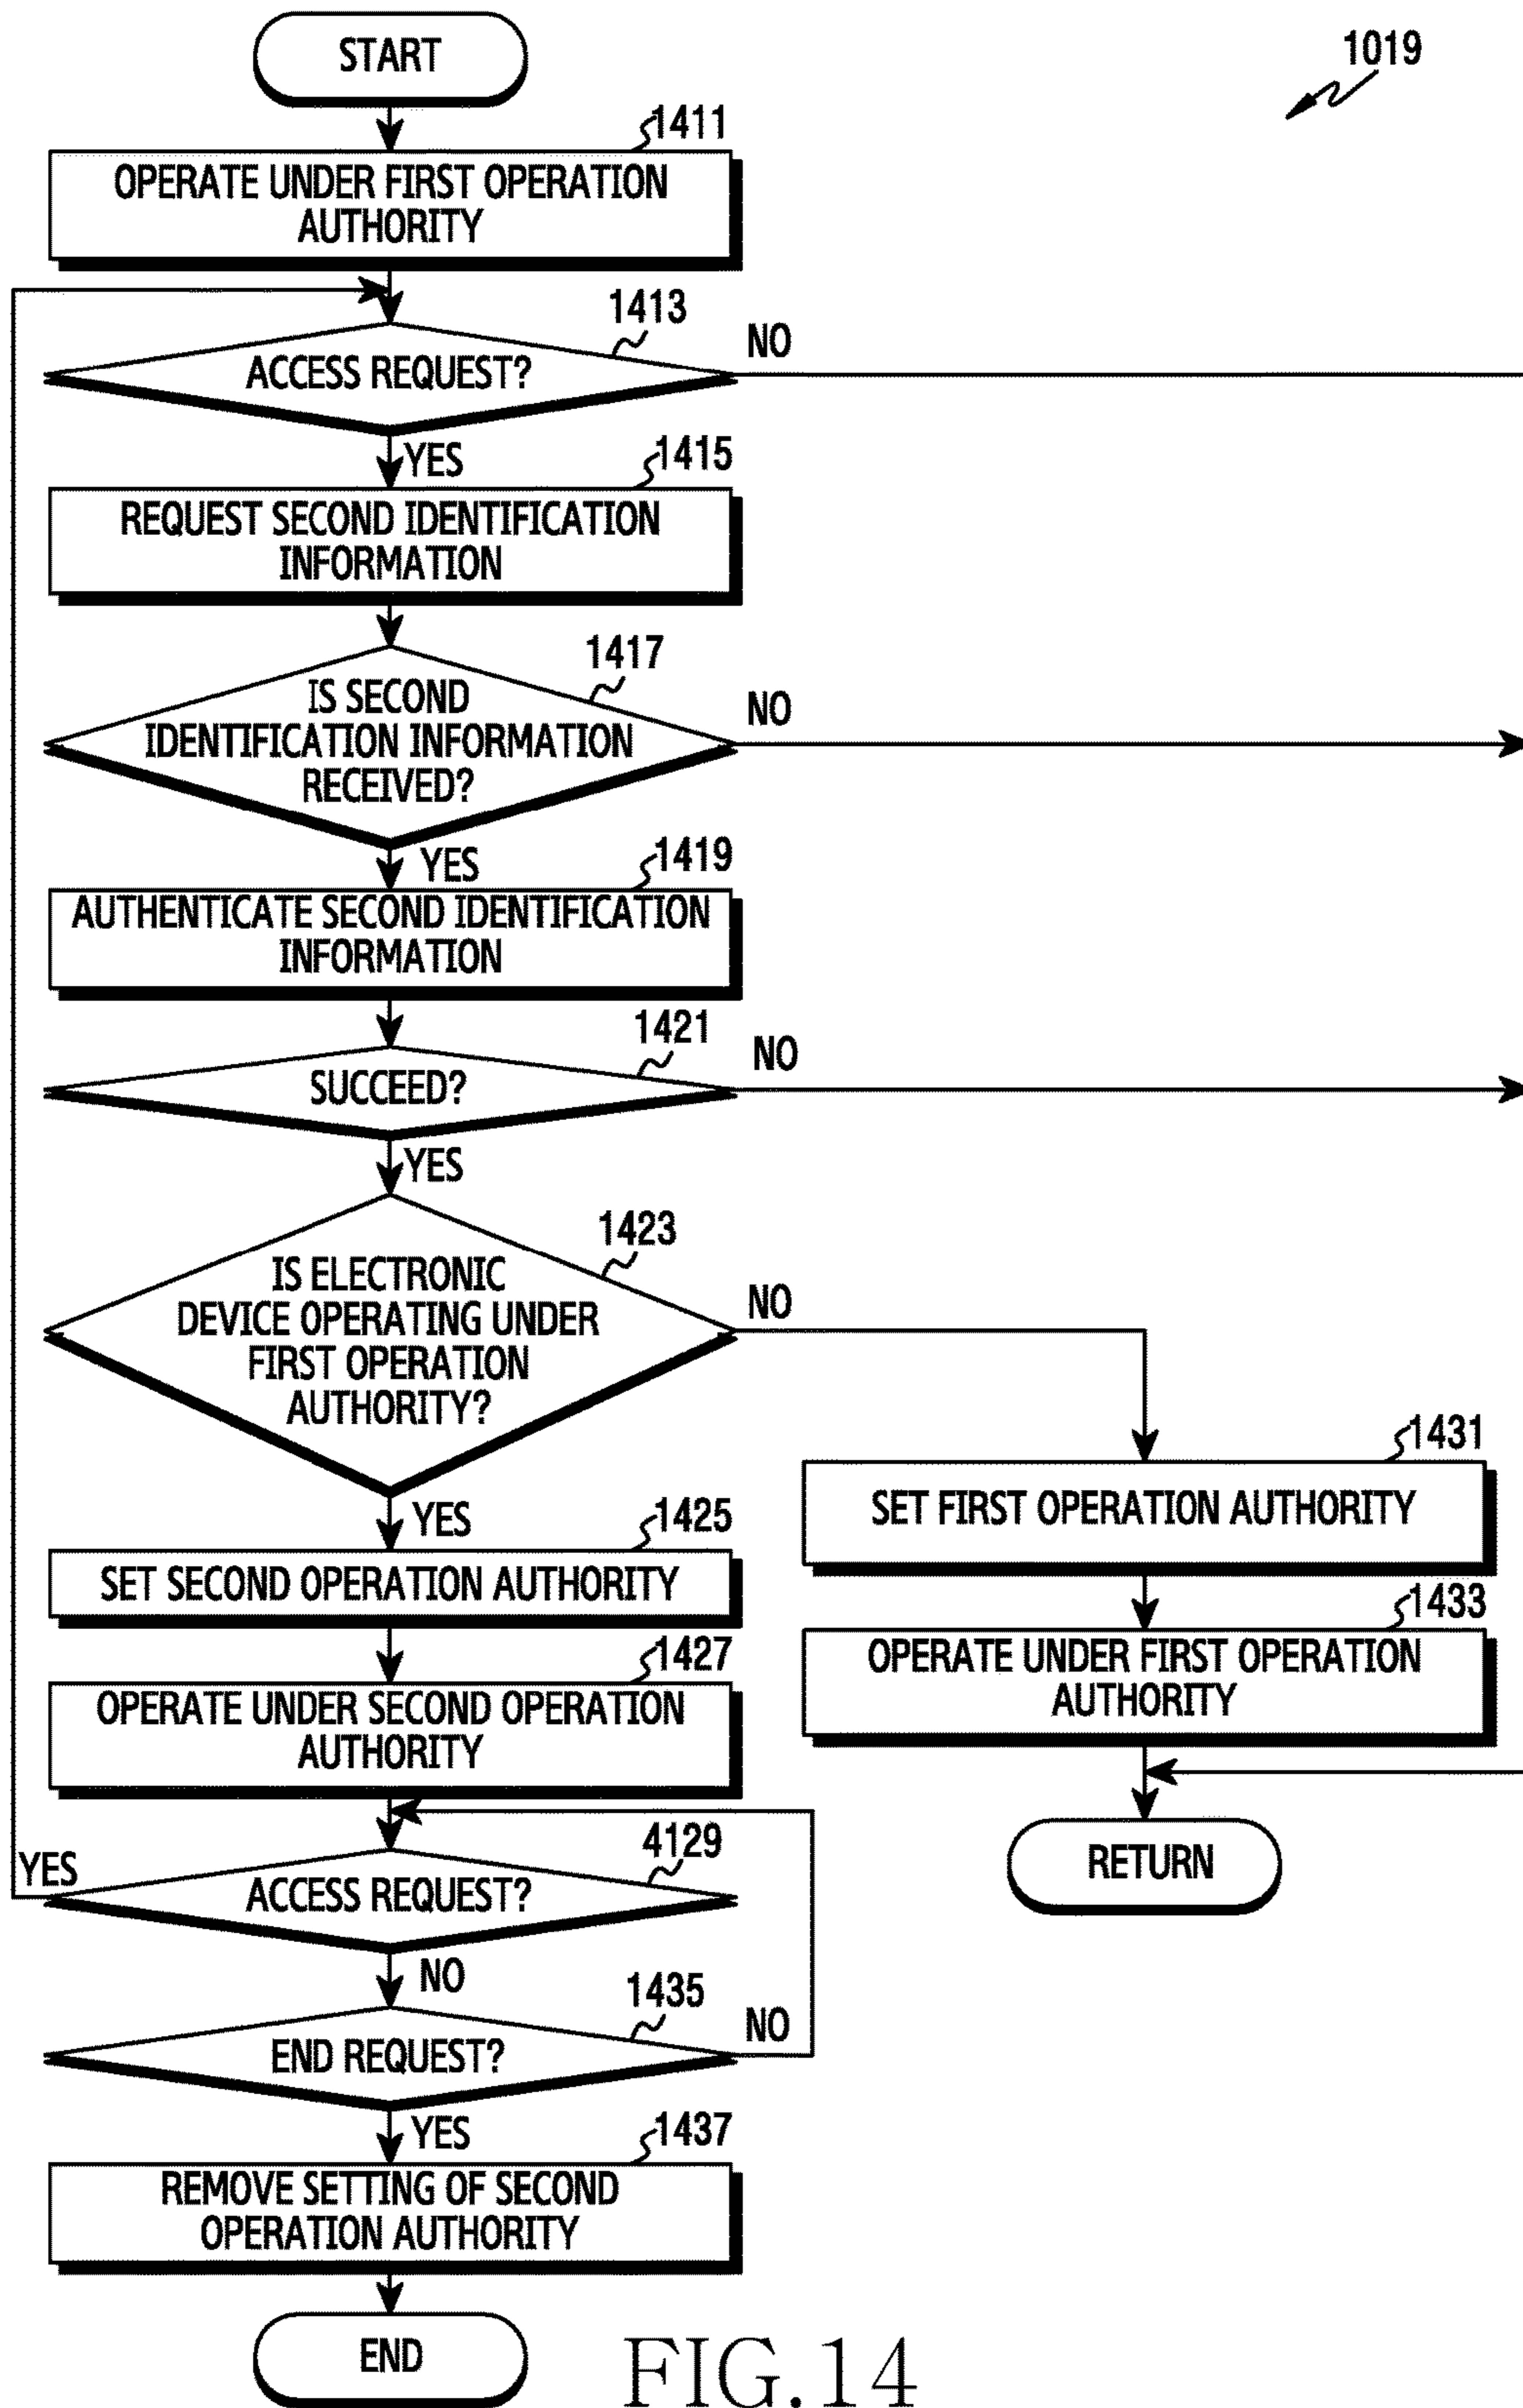 START
1019
1411
OPERATE UNDER FIRST OPERATION
AUTHORITY
1413
ACCESS REQUEST?
NO
YES
1415
REQUEST SECOND IDENTIFICATION
INFORMATION
1417
IS SECOND
IDENTIFICATION INFORMATION
RECEIVED?
NO
YES
1419
AUTHENTICATE SECOND IDENTIFICATION
INFORMATION
1421
SUCCEED?
NO
YES
1423
IS ELECTRONIC
DEVICE OPERATING UNDER
FIRST OPERATION
AUTHORITY?
NO
YES
1425
SET SECOND OPERATION AUTHORITY
1427
OPERATE UNDER SECOND OPERATION
AUTHORITY
1431
SET FIRST OPERATION AUTHORITY
1433
OPERATE UNDER FIRST OPERATION
AUTHORITY
RETURN
4129
ACCESS REQUEST?
YES
NO
1435
END REQUEST?
NO
YES
1437
REMOVE SETTING OF SECOND
OPERATION AUTHORITY
END
FIG.14